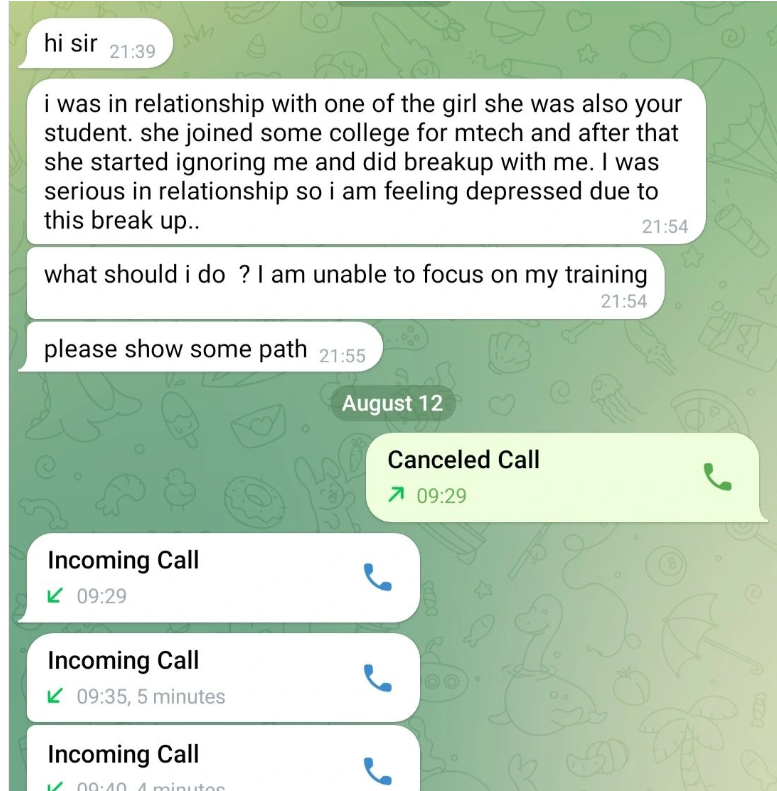 hi sir 21:39
i was in relationship with one of the girl she was also your
student. she joined some college for mtech and after that
she started ignoring me and did breakup with me. I was
serious in relationship so i am feeling depressed due to
this break up.. 21:54
what should i do  ? I am unable to focus on my training
21:54
please show some path 21:55
August 12
Canceled Call
09:29
Incoming Call
09:29
Incoming Call
09:35, 5 minutes
Incoming Call
09:40, 4 minutes